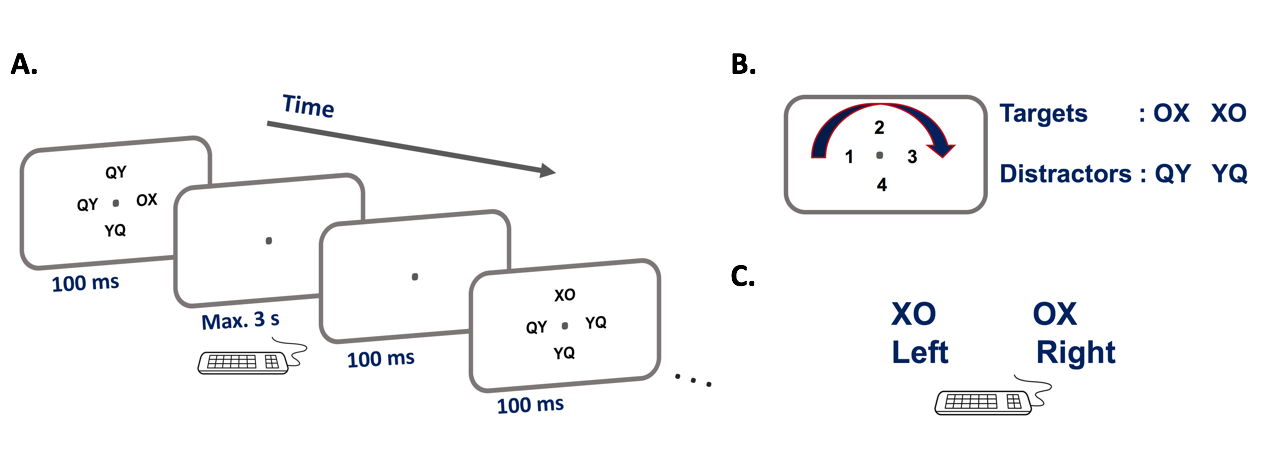 A.
Time
QY
QY OX
YQ
100 ms
Max. 3 s
100 ms
XO
QY YQ
YQ
100 ms
...
B.
2
1 3
4
Targets : OX XO
Distractors : QY YQ
C.
XO OX
Left Right